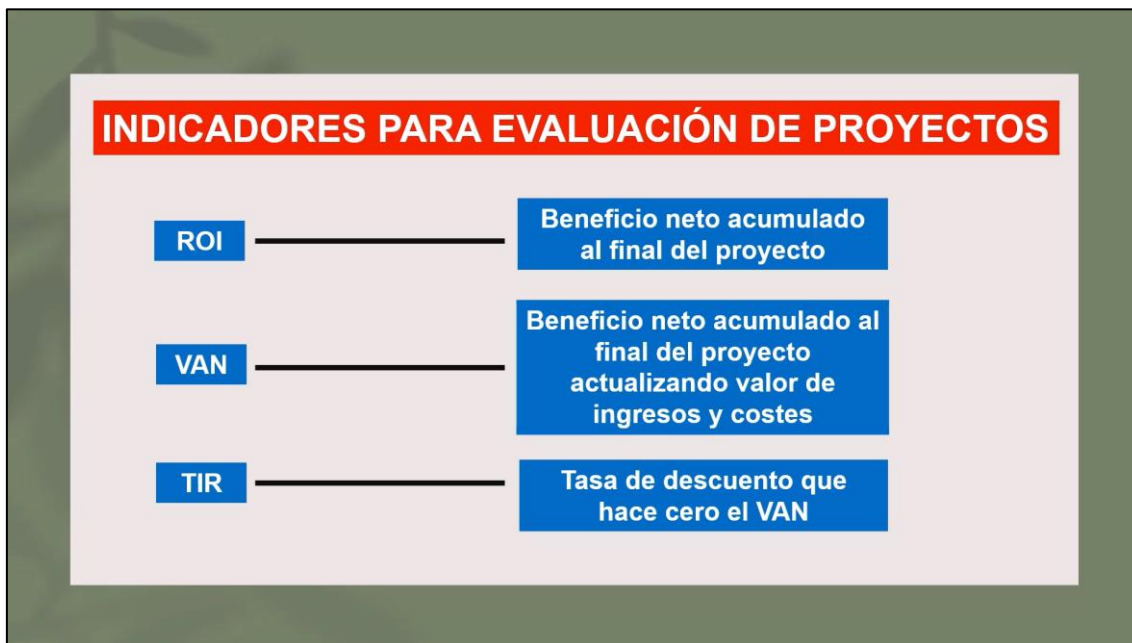 INDICADORES PARA EVALUACIÓN DE PROYECTOS
ROI
Beneficio neto acumulado
al final del proyecto
VAN
Beneficio neto acumulado al
final del proyecto
actualizando valor de
ingresos y costes
TIR
Tasa de descuento que
hace cero el VAN